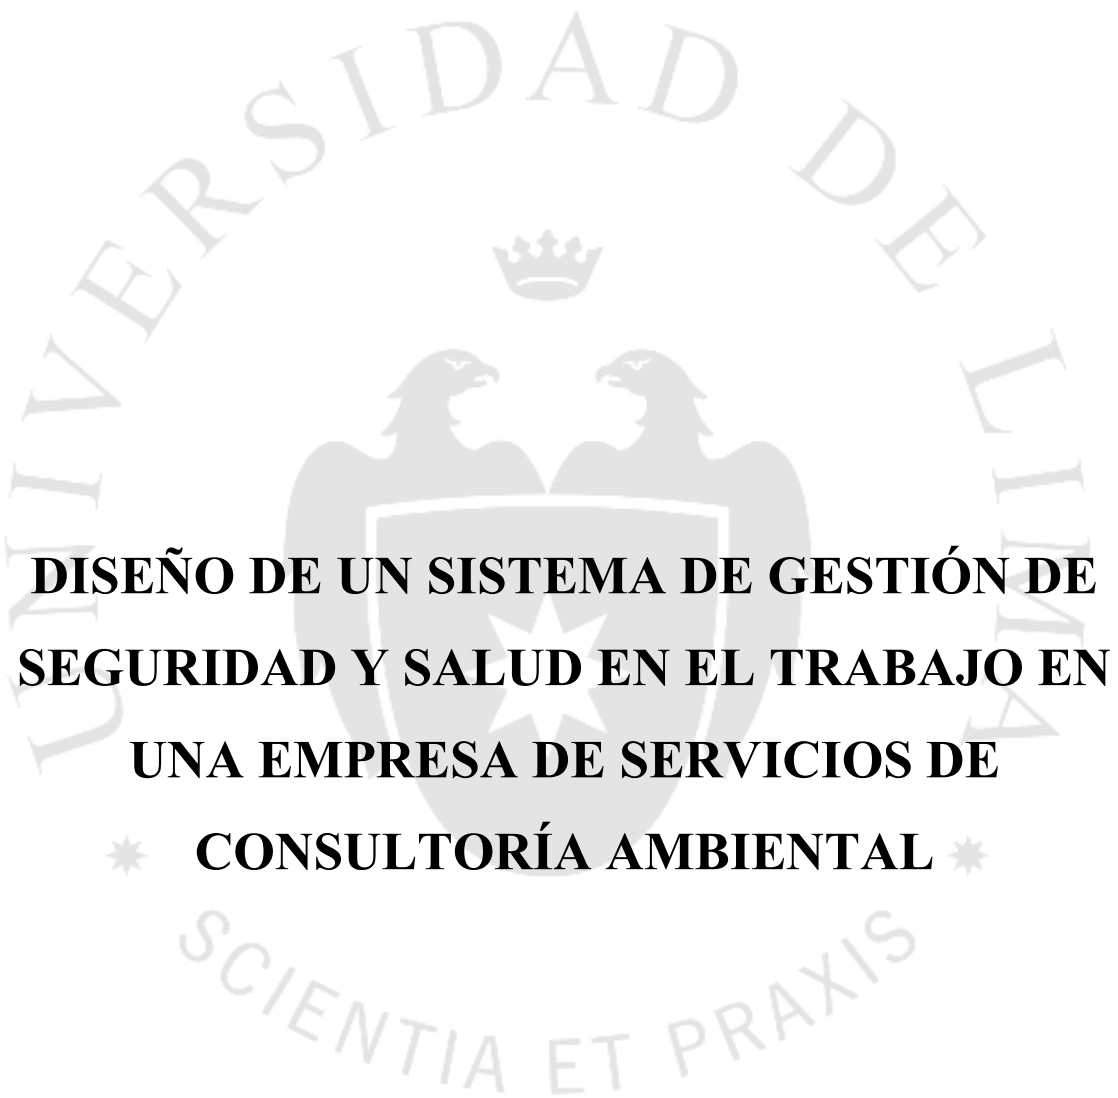 UNIVERSIDAD DE LIMA
DISEÑO DE UN SISTEMA DE GESTIÓN DE
SEGURIDAD Y SALUD EN EL TRABAJO EN
UNA EMPRESA DE SERVICIOS DE
CONSULTORÍA AMBIENTAL
SCIENTIA ET PRAXIS